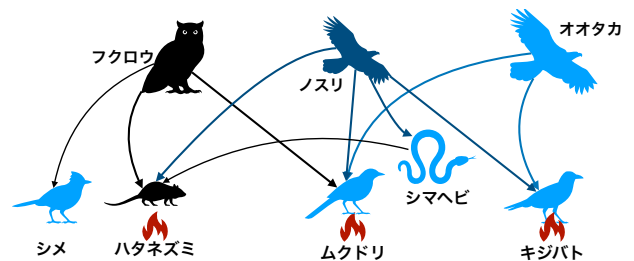 フクロウ
ノスリ
オオタカ
シマヘビ
シメ
ハタネズミ
ムクドリ
キジバト